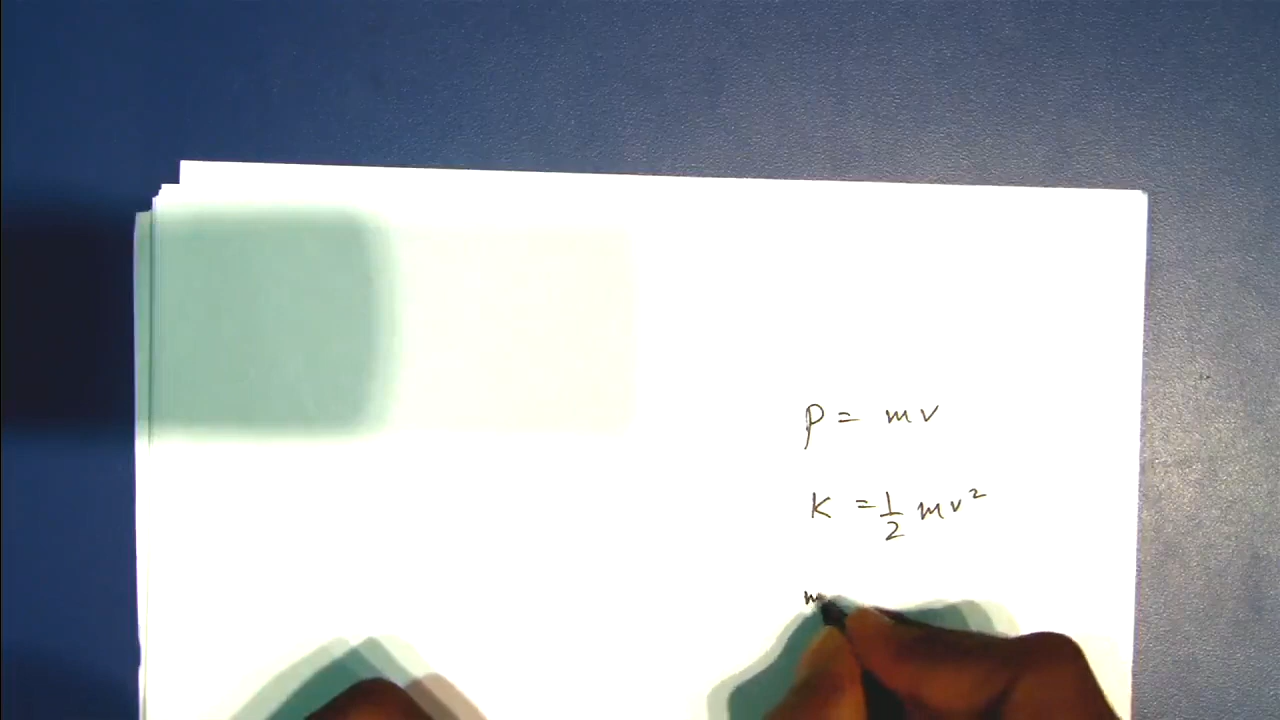 P = mv
K = 1/2 mv²
m